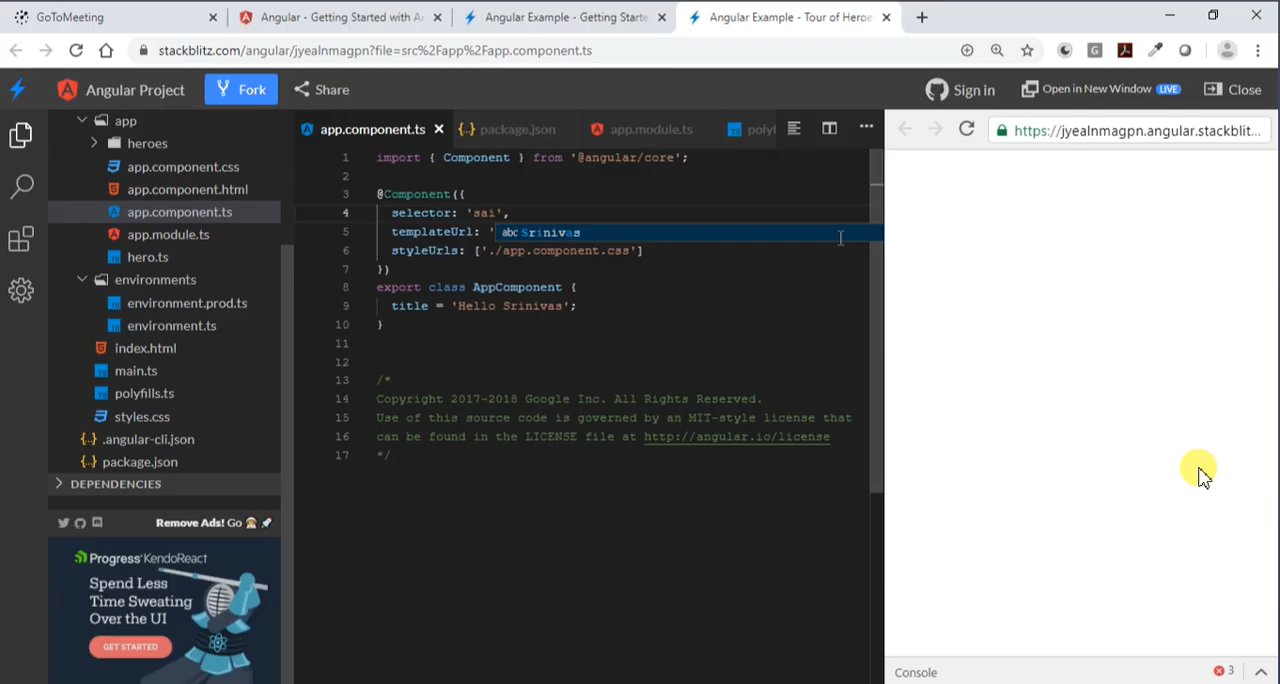 GoToMeeting
Angular - Getting Started with A
Angular Example - Getting Starte
Angular Example - Tour of Heroe
stackblitz.com/angular/jyealnmagpn?file=src%2Fapp%2Fapp.component.ts
Angular Project
Fork
Share
Sign in
Open in New Window LIVE
Close
app
heroes
app.component.css
app.component.html
app.component.ts
app.module.ts
hero.ts
environments
environment.prod.ts
environment.ts
index.html
main.ts
polyfills.ts
styles.css
.angular-cli.json
package.json
DEPENDENCIES
Remove Ads! Go
Progress KendoReact
Spend Less
Time Sweating
Over the UI
GET STARTED
app.component.ts
{..} package.json
app.module.ts
polyf
1 import { Component } from '@angular/core';
2
3 @Component({
4 selector: 'sai',
5 templateUrl: '
abc Srinivas
6 styleUrls: ['./app.component.css']
7 })
8 export class AppComponent {
9 title = 'Hello Srinivas';
10 }
11
12
13 /*
14 Copyright 2017-2018 Google Inc. All Rights Reserved.
15 Use of this source code is governed by an MIT-style license that
16 can be found in the LICENSE file at http://angular.io/license
17 */
https://jyealnmagpn.angular.stackblit...
Console
3